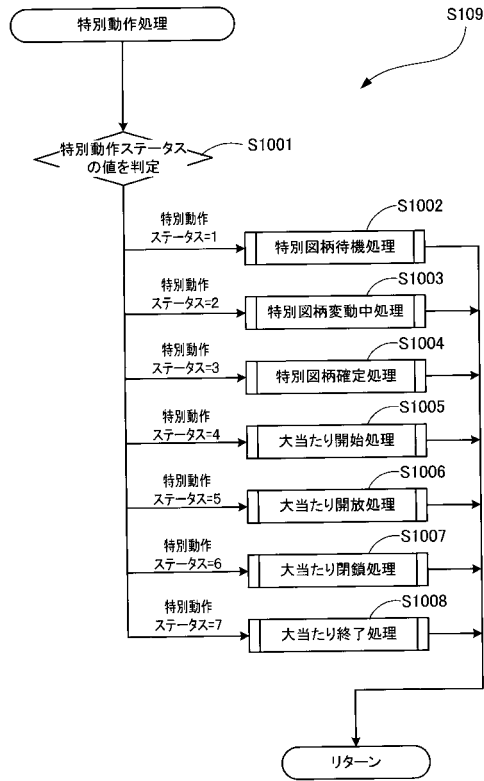 特別動作処理
S109
特別動作ステータス
の値を判定
S1001
特別動作
ステータス=1
特別図柄待機処理
S1002
特別動作
ステータス=2
特別図柄変動中処理
S1003
特別動作
ステータス=3
特別図柄確定処理
S1004
特別動作
ステータス=4
大当たり開始処理
S1005
特別動作
ステータス=5
大当たり開放処理
S1006
特別動作
ステータス=6
大当たり閉鎖処理
S1007
特別動作
ステータス=7
大当たり終了処理
S1008
リターン